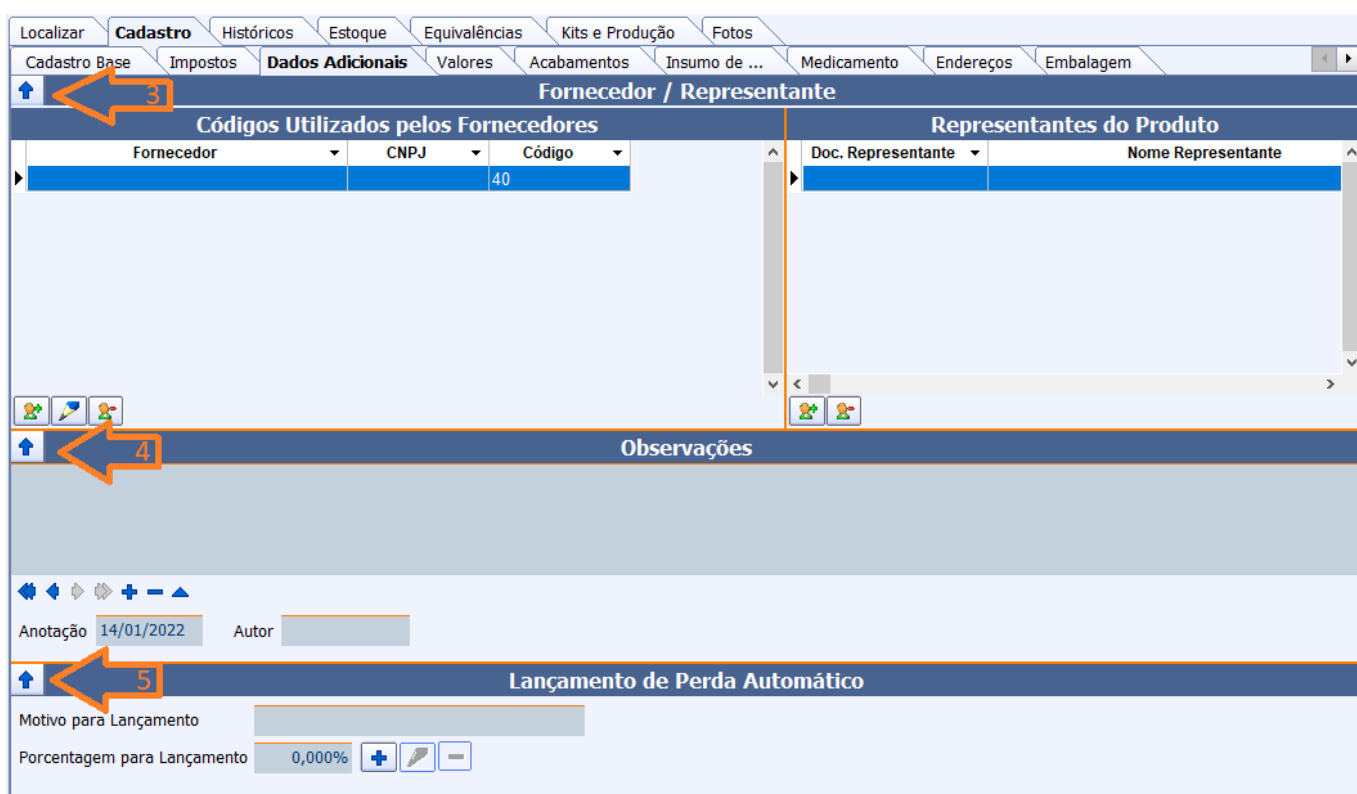 Localizar Cadastro Históricos Estoque Equivalências Kits e Produção Fotos
Cadastro Base Impostos Dados Adicionais Valores Acabamentos Insumo de ... Medicamento Endereços Embalagem
3 Fornecedor / Representante
Códigos Utilizados pelos Fornecedores Representantes do Produto
Fornecedor CNPJ Código Doc. Representante Nome Representante
40
4 Observações
Anotação 14/01/2022 Autor
5 Lançamento de Perda Automático
Motivo para Lançamento
Porcentagem para Lançamento 0,000%